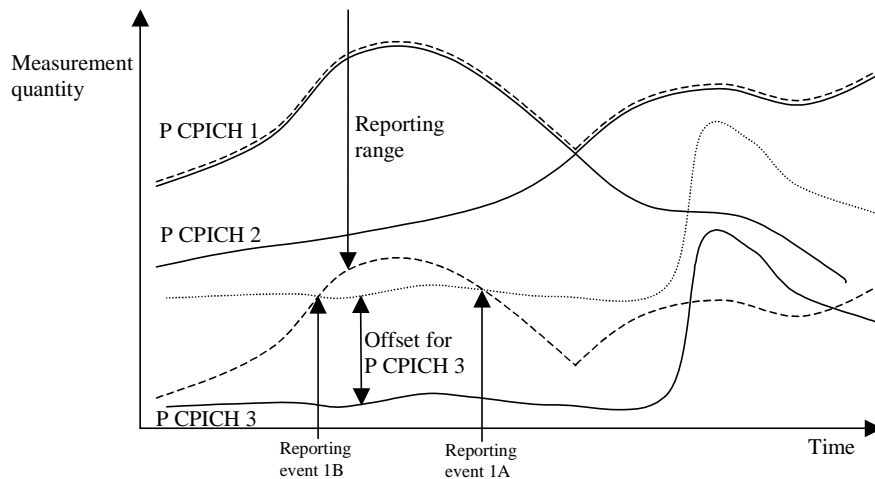 Measurement
quantity
P CPICH 1
Reporting
range
P CPICH 2
Offset for
P CPICH 3
P CPICH 3
Reporting
event 1B
Reporting
event 1A
Time